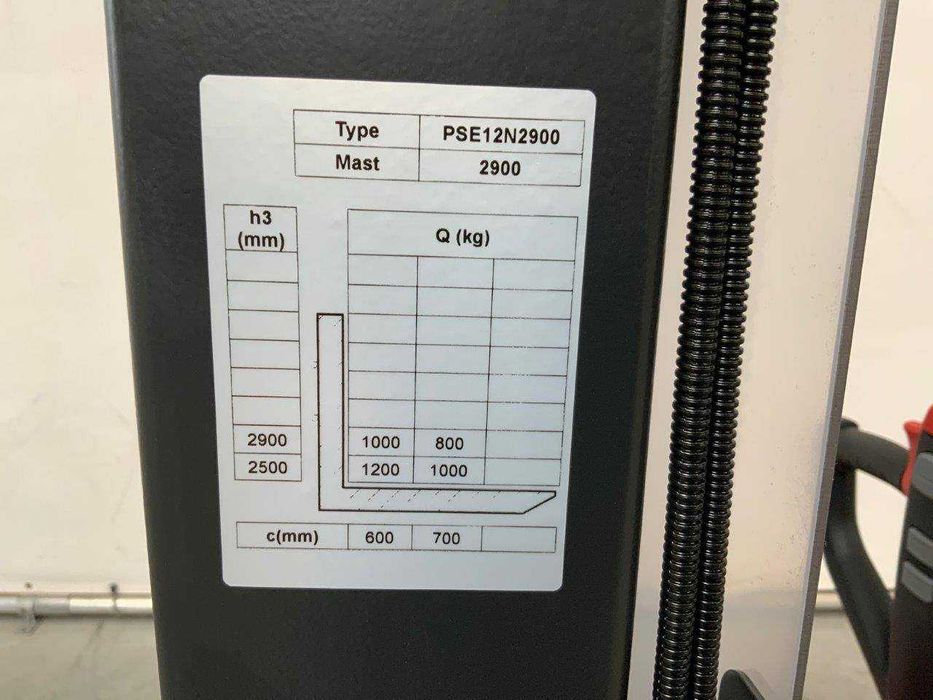 Type PSE12N2900
Mast 2900
h3
(mm)
Q (kg)
2900 1000 800
2500 1200 1000
c(mm) 600 700